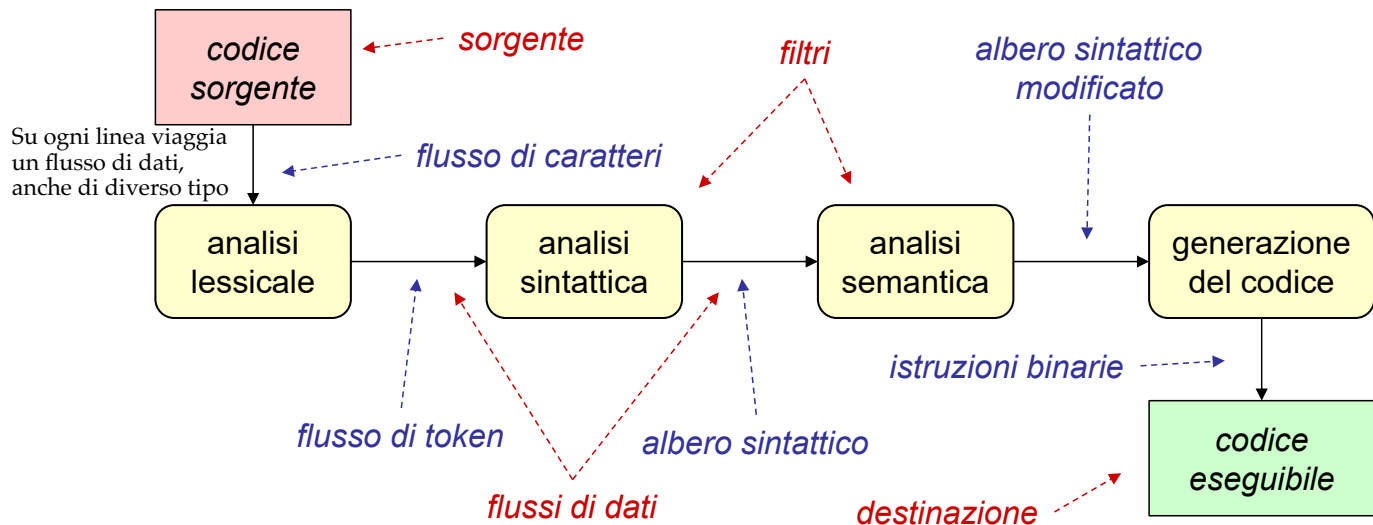 codice
sorgente
sorgente
filtri
albero sintattico
modificato
Su ogni linea viaggia
un flusso di dati,
anche di diverso tipo
flusso di caratteri
analisi
lessicale
analisi
sintattica
analisi
semantica
generazione
del codice
istruzioni binarie
flusso di token
albero sintattico
codice
eseguibile
flussi di dati
destinazione